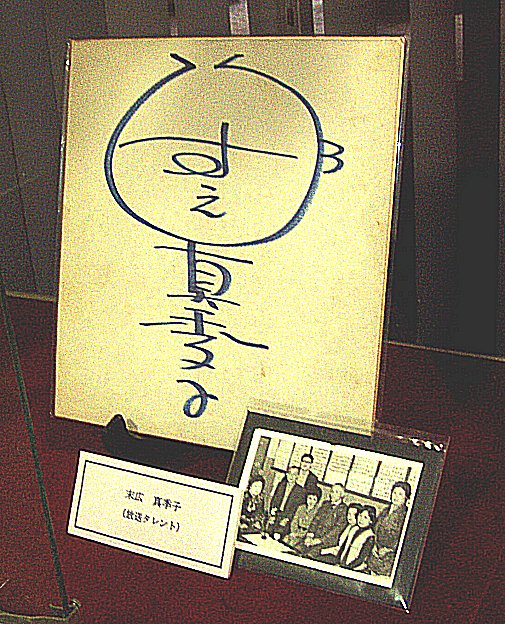 すえ
真季子
末広 真季子
(放送タレント)